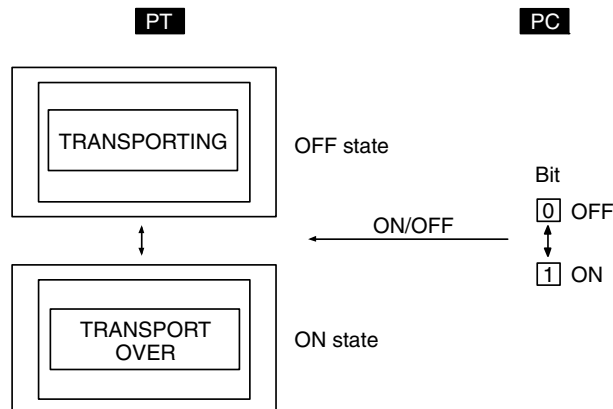 PT
PC
TRANSPORTING
OFF state
Bit
0 OFF
ON/OFF
1 ON
TRANSPORT
OVER
ON state